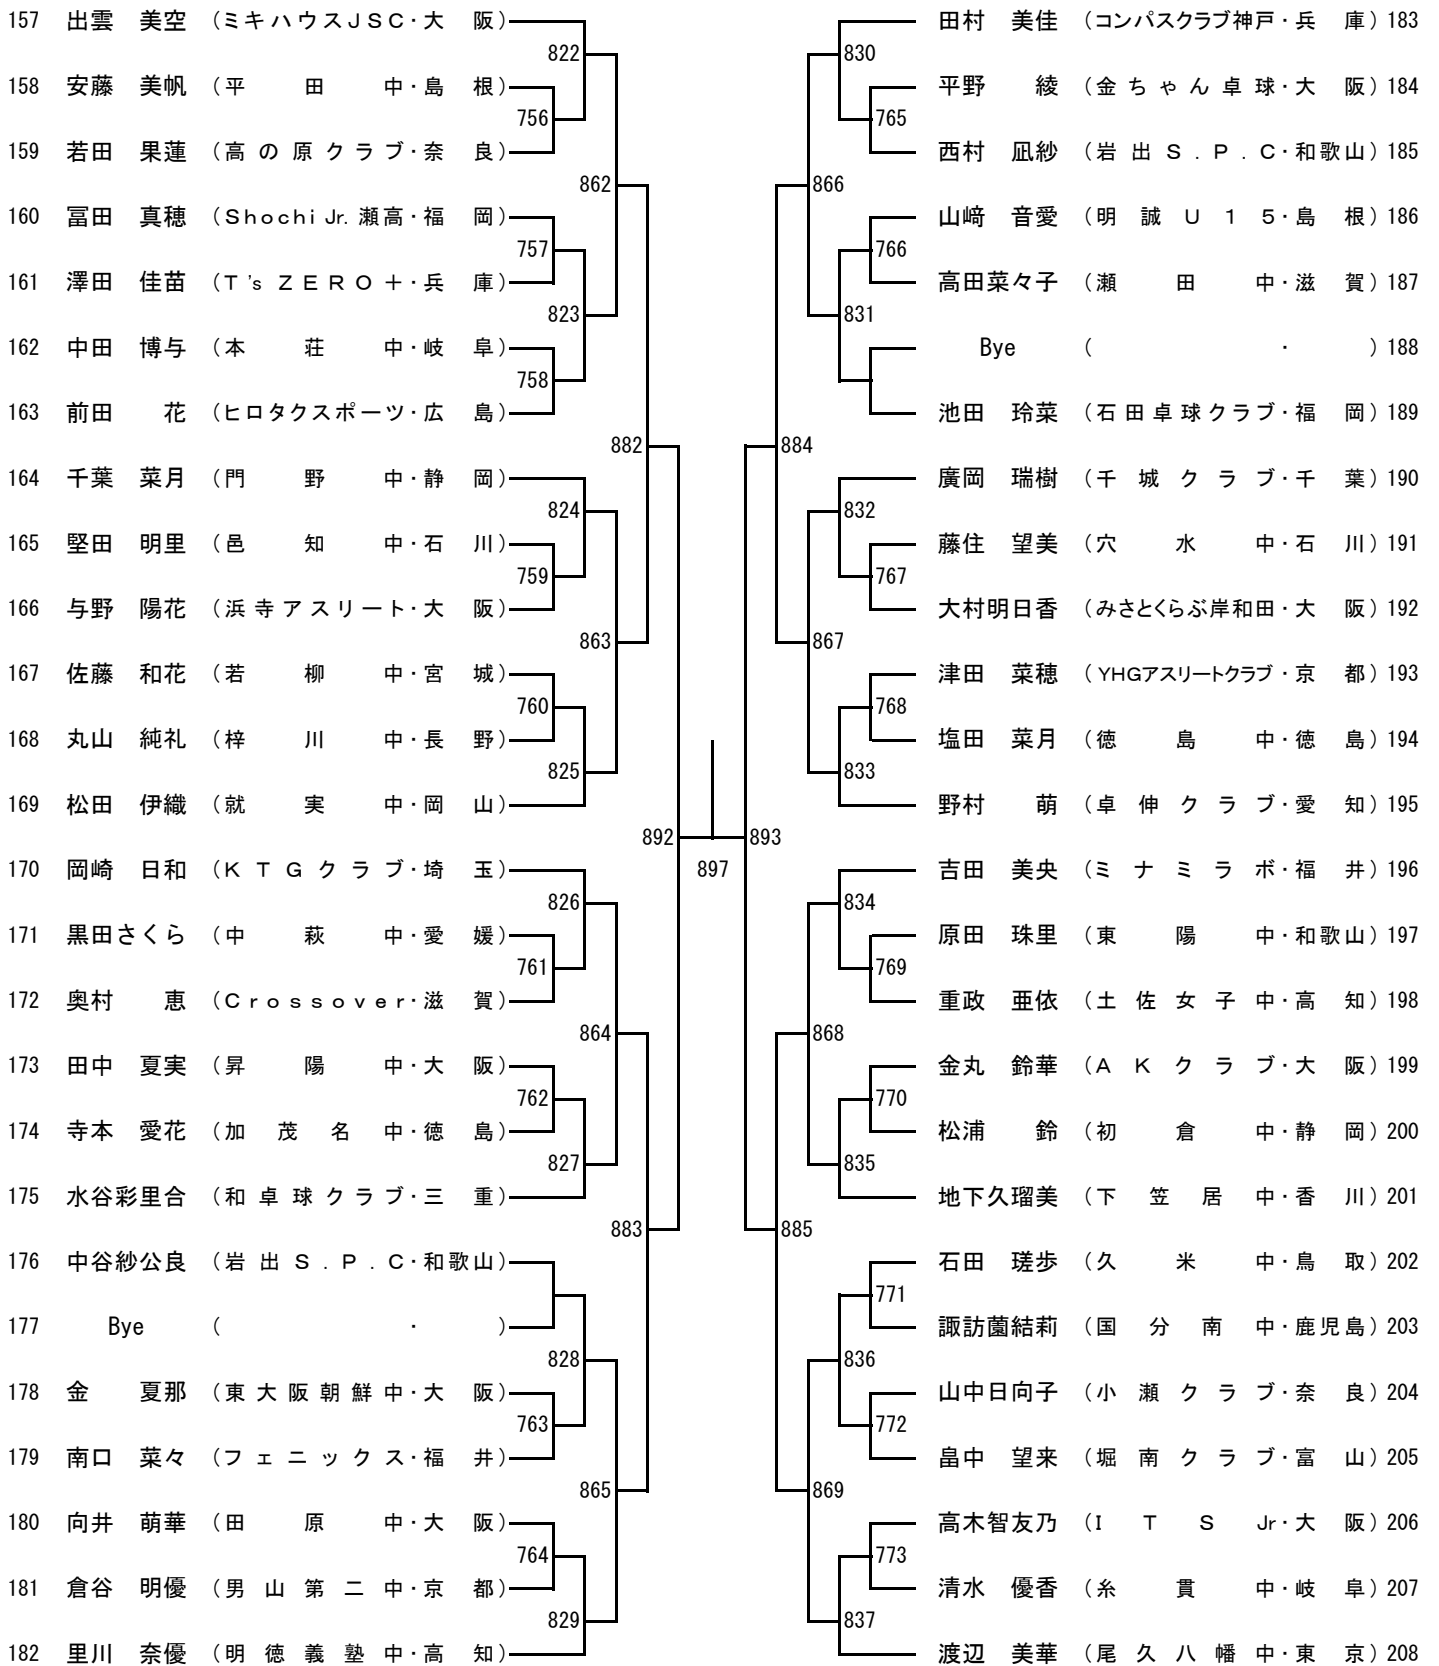 157 出雲 美空 (ミキハウスJSC・大 阪)
822
158 安藤 美帆 (平 田 中・島 根)
756
159 若田 果蓮 (高の原クラブ・奈 良)
862
160 冨田 真穂 (Shochi Jr. 瀬高・福 岡)
757
161 澤田 佳苗 (T's ZERO+・兵 庫)
823
162 中田 博与 (本 荘 中・岐 阜)
758
163 前田 花 (ヒロタクスポーツ・広 島)
882
164 千葉 菜月 (門 野 中・静 岡)
824
165 堅田 明里 (邑 知 中・石 川)
759
166 与野 陽花 (浜寺アスリート・大 阪)
863
167 佐藤 和花 (若 柳 中・宮 城)
760
168 丸山 純礼 (梓 川 中・長 野)
825
169 松田 伊織 (就 実 中・岡 山)
892
170 岡崎 日和 (KTGクラブ・埼 玉)
826
171 黒田さくら (中 萩 中・愛 媛)
761
172 奥村 恵 (Crossover・滋 賀)
864
173 田中 夏実 (昇 陽 中・大 阪)
762
174 寺本 愛花 (加 茂 名 中・徳 島)
827
175 水谷彩里合 (和卓球クラブ・三 重)
883
176 中谷紗公良 (岩出S.P.C・和歌山)
177 Bye ( ・ )
828
178 金 夏那 (東大阪朝鮮中・大 阪)
763
179 南口 菜々 (フェニックス・福 井)
865
180 向井 萌華 (田 原 中・大 阪)
764
181 倉谷 明優 (男山第二中・京 都)
829
182 里川 奈優 (明徳義塾中・高 知)
897
田村 美佳 (コンパスクラブ神戸・兵 庫) 183
830
平野 綾 (金ちゃん卓球・大 阪) 184
765
西村 凪紗 (岩出S.P.C・和歌山) 185
866
山﨑 音愛 (明誠U15・島 根) 186
766
高田菜々子 (瀬 田 中・滋 賀) 187
831
Bye ( ・ ) 188
池田 玲菜 (石田卓球クラブ・福 岡) 189
884
廣岡 瑞樹 (千城クラブ・千 葉) 190
832
藤住 望美 (穴 水 中・石 川) 191
767
大村明日香 (みさとくらぶ岸和田・大 阪) 192
867
津田 菜穂 (YHGアスリートクラブ・京 都) 193
768
塩田 菜月 (徳 島 中・徳 島) 194
833
野村 萌 (卓伸クラブ・愛 知) 195
893
吉田 美央 (ミナミラボ・福 井) 196
834
原田 珠里 (東 陽 中・和歌山) 197
769
重政 亜依 (土佐女子中・高 知) 198
868
金丸 鈴華 (AKクラブ・大 阪) 199
770
松浦 鈴 (初 倉 中・静 岡) 200
835
地下久瑠美 (下 笠 居 中・香 川) 201
885
石田 瑳歩 (久 米 中・鳥 取) 202
771
諏訪薗結莉 (国 分 南 中・鹿児島) 203
836
山中日向子 (小瀬クラブ・奈 良) 204
772
畠中 望来 (堀南クラブ・富 山) 205
869
高木智友乃 (I T S Jr・大 阪) 206
773
清水 優香 (糸 貫 中・岐 阜) 207
837
渡辺 美華 (尾久八幡中・東 京) 208